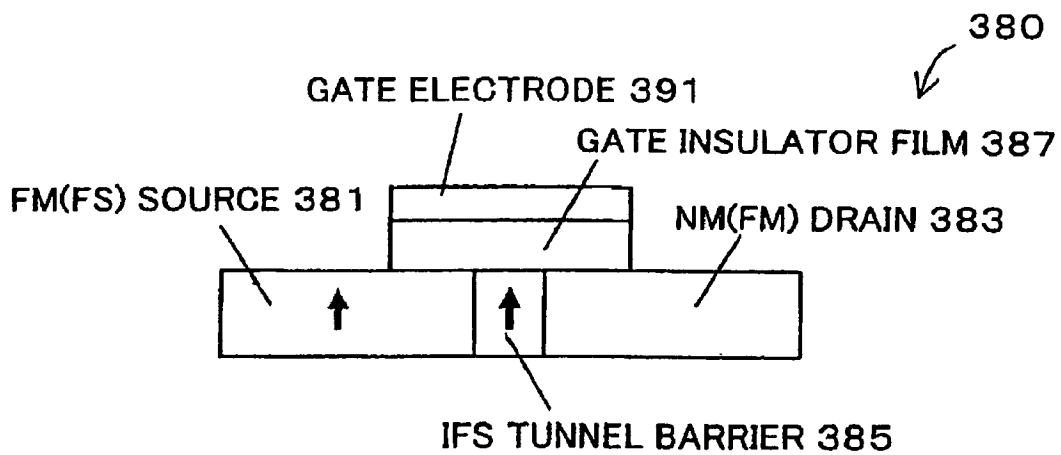 380
GATE ELECTRODE 391
GATE INSULATOR FILM 387
FM(FS) SOURCE 381
NM(FM) DRAIN 383
IFS TUNNEL BARRIER 385